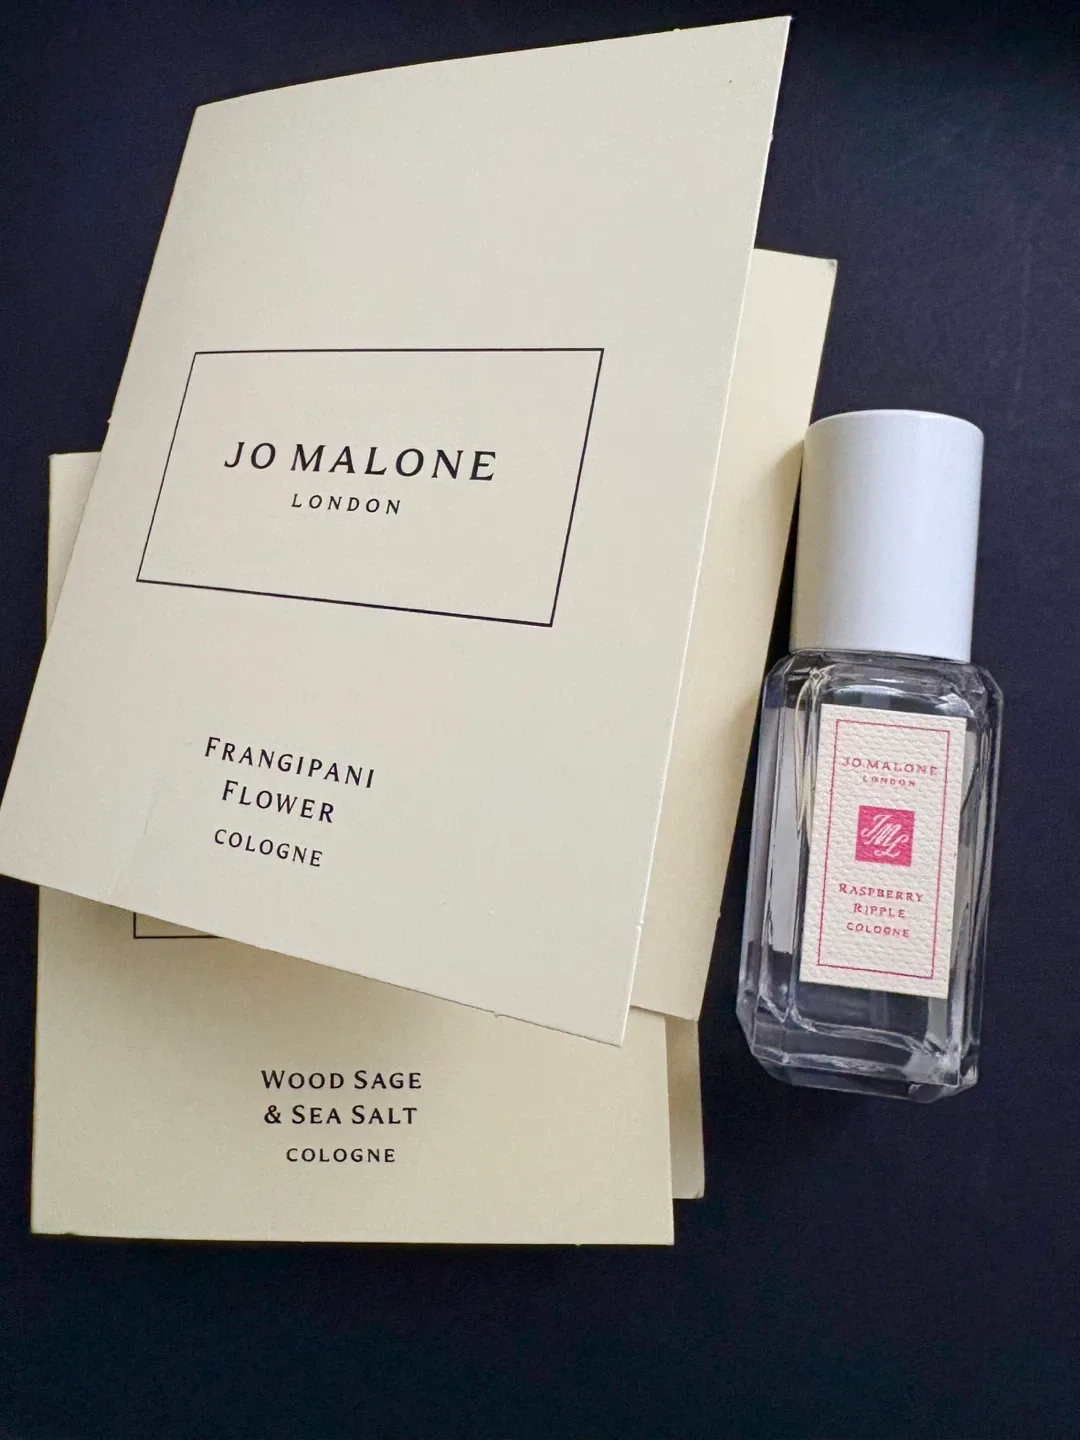 JO MALONE
LONDON
FRANGIPANI
FLOWER
COLOGNE
WOOD SAGE
& SEA SALT
COLOGNE
JO MALONE
LONDON
JML
RASPBERRY
RIPPLE
COLOGNE